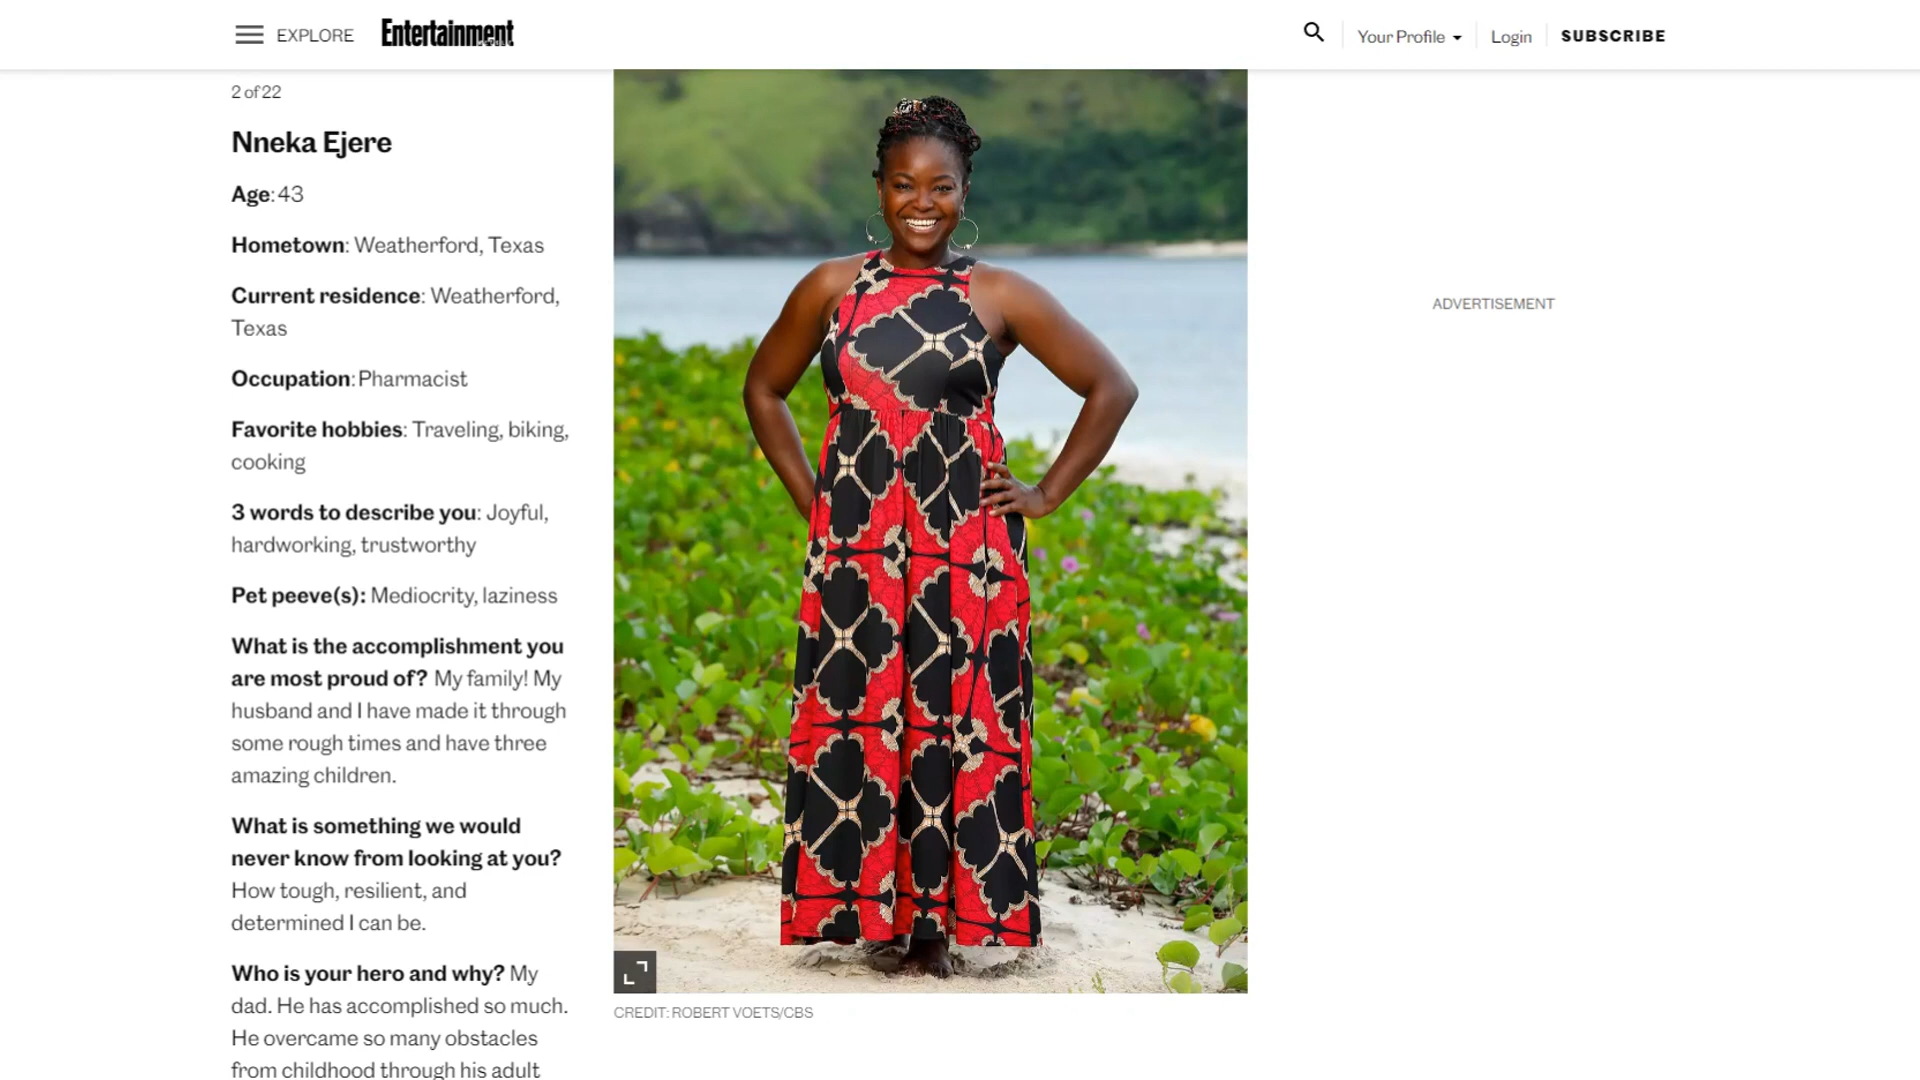 EXPLORE
Entertainment
Your Profile
Login
SUBSCRIBE
2 of 22
Nneka Ejere
Age: 43
Hometown: Weatherford, Texas
Current residence: Weatherford,
Texas
Occupation: Pharmacist
Favorite hobbies: Traveling, biking,
cooking
3 words to describe you: Joyful,
hardworking, trustworthy
Pet peeve(s): Mediocrity, laziness
What is the accomplishment you
are most proud of? My family! My
husband and I have made it through
some rough times and have three
amazing children.
What is something we would
never know from looking at you?
How tough, resilient, and
determined I can be.
Who is your hero and why? My
dad. He has accomplished so much.
He overcame so many obstacles
from childhood through his adult
CREDIT: ROBERT VOETS/CBS
ADVERTISEMENT